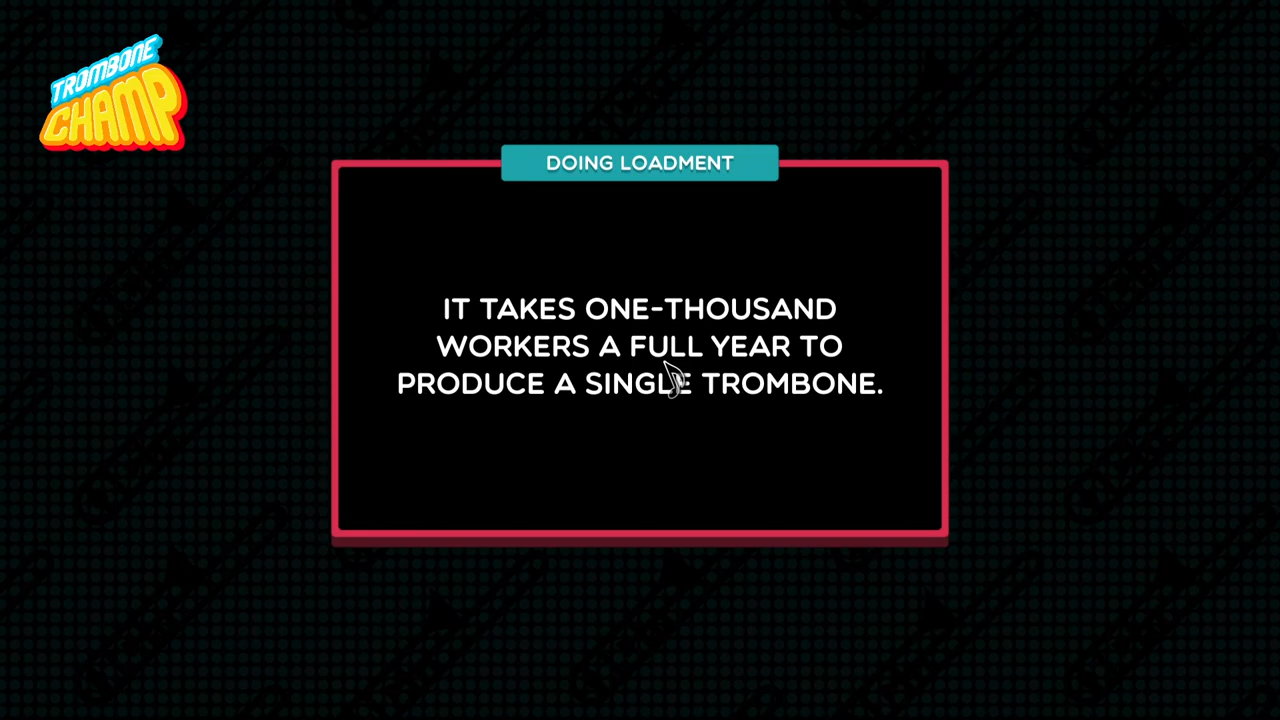 TROMBONE
CHAMP
DOING LOADMENT
IT TAKES ONE-THOUSAND
WORKERS A FULL YEAR TO
PRODUCE A SINGLE TROMBONE.